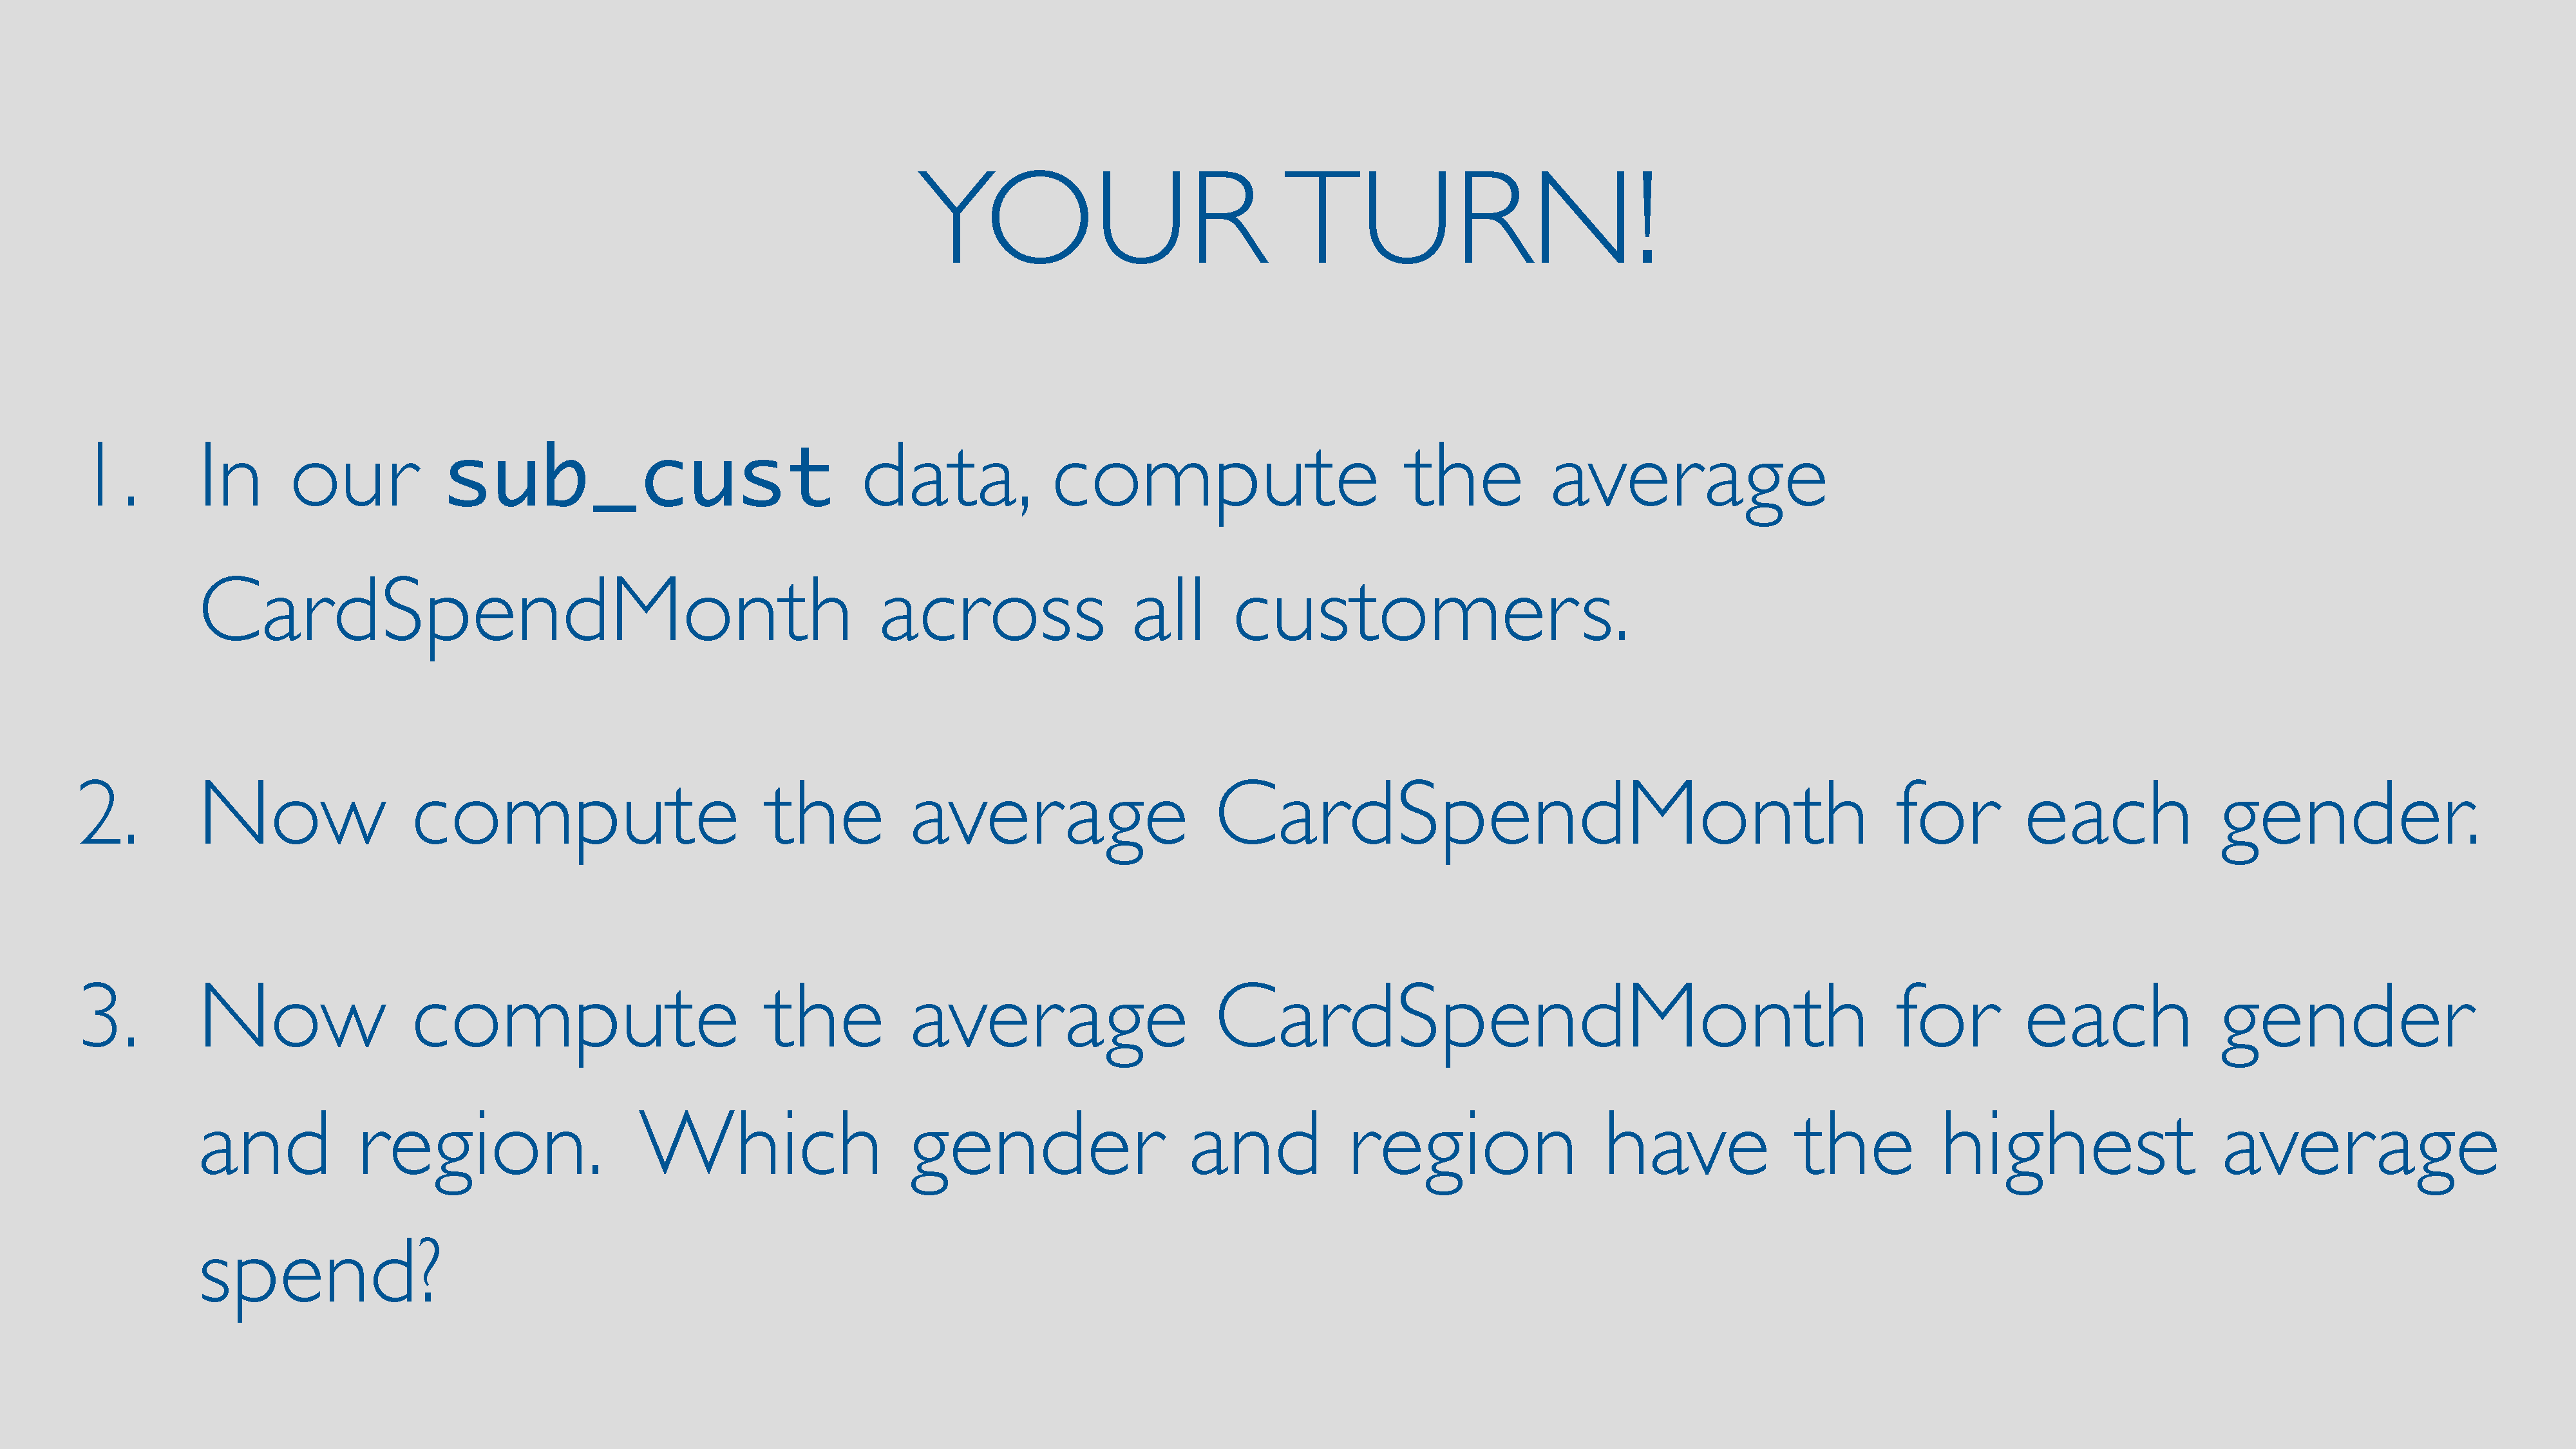 YOUR TURN!
1. In our sub_cust data, compute the average
CardSpendMonth across all customers.
2. Now compute the average CardSpendMonth for each gender.
3. Now compute the average CardSpendMonth for each gender
and region. Which gender and region have the highest average
spend?